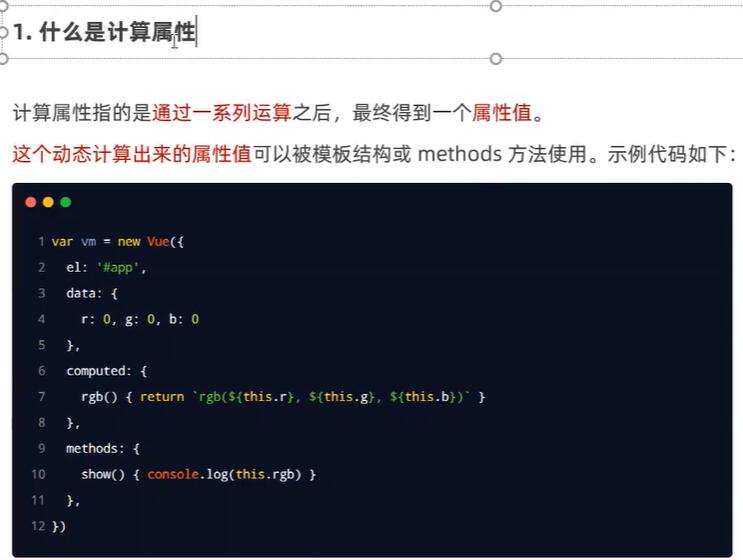 1. 什么是计算属性
计算属性指的是通过一系列运算之后，最终得到一个属性值。
这个动态计算出来的属性值可以被模板结构或 methods 方法使用。示例代码如下：
1 var vm = new Vue({
2   el: '#app',
3   data: {
4     r: 0, g: 0, b: 0
5   },
6   computed: {
7     rgb() { return `rgb(${this.r}, ${this.g}, ${this.b})` }
8   },
9   methods: {
10     show() { console.log(this.rgb) }
11   },
12 })